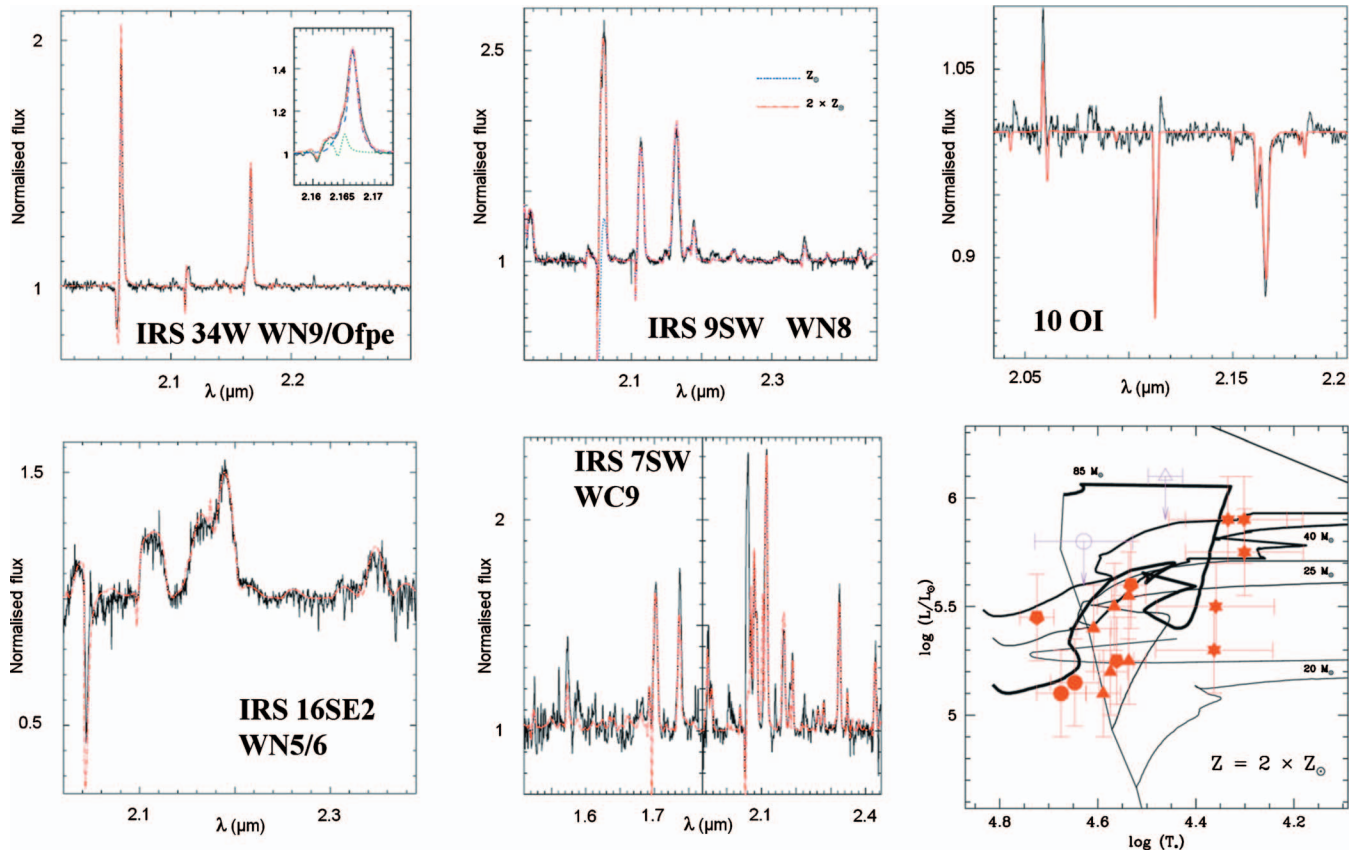 Normalised flux
2
1
2.1
2.2
λ (μm)
1.4
1.2
1
2.16
2.165
2.17
IRS 34W WN9/Ofpe
Normalised flux
2.5
1
2.1
2.3
λ (μm)
Z⊙
2 × Z⊙
IRS 9SW WN8
Normalised flux
1.05
0.9
2.05
2.15
2.2
λ (μm)
10 OI
Normalised flux
1.5
1
0.5
2.1
2.3
λ (μm)
IRS 16SE2
WN5/6
Normalised flux
2
1
1.6
1.7
2.1
2.4
λ (μm)
IRS 7SW
WC9
log (L/L⊙)
6
5.5
5
4.8
4.6
4.4
4.2
log (T*)
85 M⊙
40 M⊙
25 M⊙
20 M⊙
Z = 2 × Z⊙